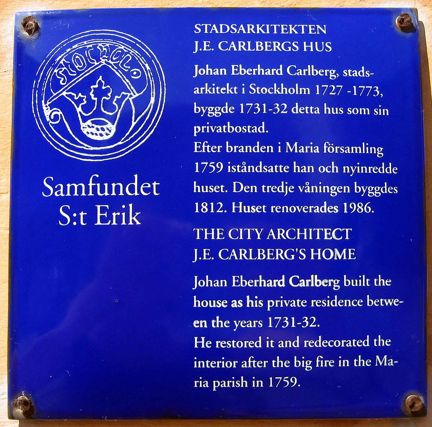 Stockholm
Samfundet
S:t Erik
STADSARKITEKTEN
J.E. CARLBERGS HUS
Johan Eberhard Carlberg, stads-
arkitekt i Stockholm 1727 -1773,
byggde 1731-32 detta hus som sin
privatbostad.
Efter branden i Maria församling
1759 iståndsatte han och nyinredde
huset. Den tredje våningen byggdes
1812. Huset renoverades 1986.
THE CITY ARCHITECT
J.E. CARLBERG'S HOME
Johan Eberhard Carlberg built the
house as his private residence betwe-
en the years 1731-32.
He restored it and redecorated the
interior after the big fire in the Ma-
ria parish in 1759.